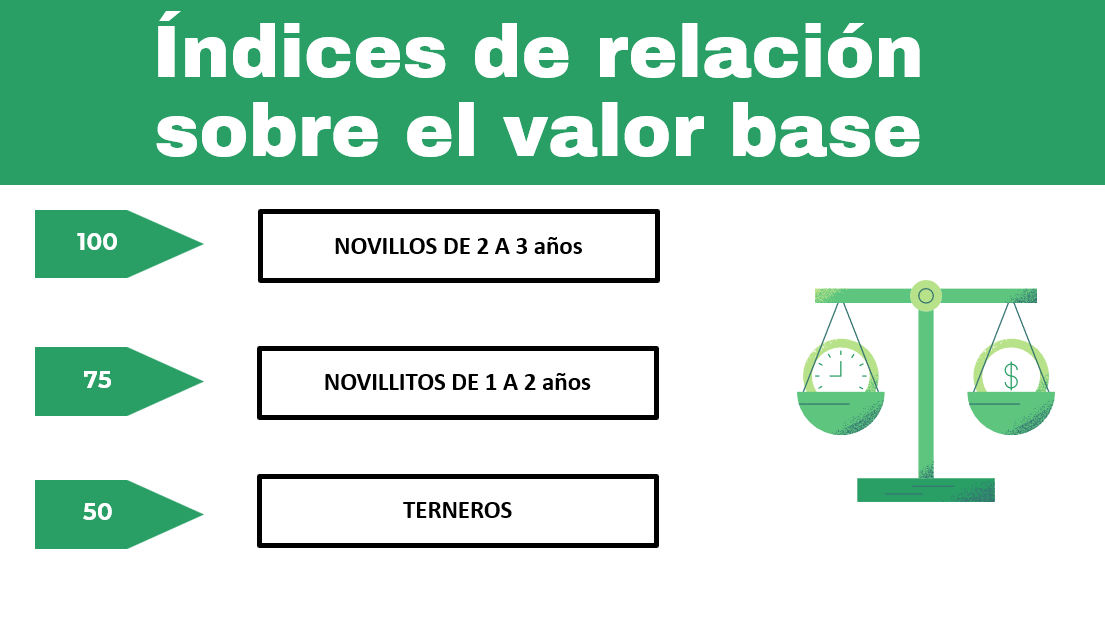 Índices de relación
sobre el valor base
100
NOVILLOS DE 2 A 3 años
75
NOVILLITOS DE 1 A 2 años
50
TERNEROS
$